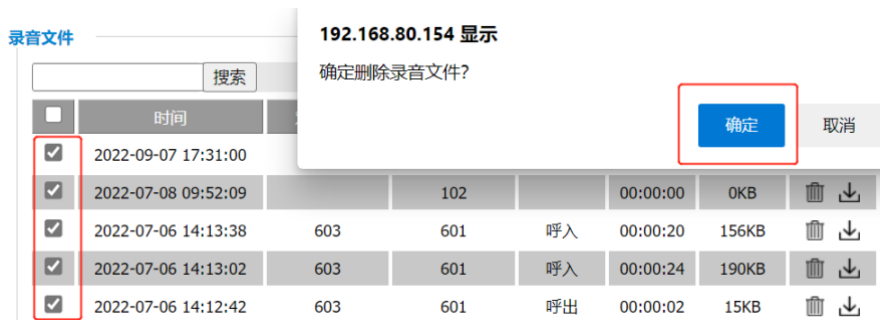 192.168.80.154 显示
确定删除录音文件?
确定 取消
录音文件
搜索
时间
2022-09-07 17:31:00
2022-07-08 09:52:09 102 00:00:00 0KB
2022-07-06 14:13:38 603 601 呼入 00:00:20 156KB
2022-07-06 14:13:02 603 601 呼入 00:00:24 190KB
2022-07-06 14:12:42 603 601 呼出 00:00:02 15KB